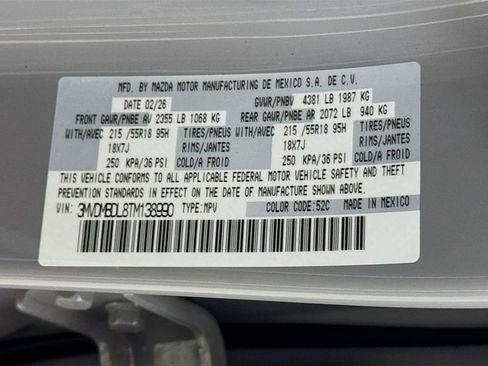 MFD. BY MAZDA MOTOR MANUFACTURING DE MEXICO S.A. DE C.V.
DATE 02/26 GVWR/PNBV 4381 LB 1987 KG
FRONT GAWR/PNBE AV 2355 LB 1068 KG REAR GAWR/PNBE AR 2072 LB 940 KG
WITH/AVEC 215 /55R18 95H TIRES/PNEUS WITH/AVEC 215 /55R18 95H TIRES/PNEUS
18X7J RIMS/JANTES 18X7J RIMS/JANTES
250 KPA/36 PSI COLD/A FROID 250 KPA/36 PSI COLD/A FROID
THIS VEHICLE CONFORMS TO ALL APPLICABLE FEDERAL MOTOR VEHICLE SAFETY AND THEFT
PREVENTION STANDARDS IN EFFECT ON THE DATE OF MANUFACTURE SHOWN ABOVE.
VIN: 3MVDMBDL8TM138990 TYPE:MPV COLOR CODE:52C MADE IN MEXICO